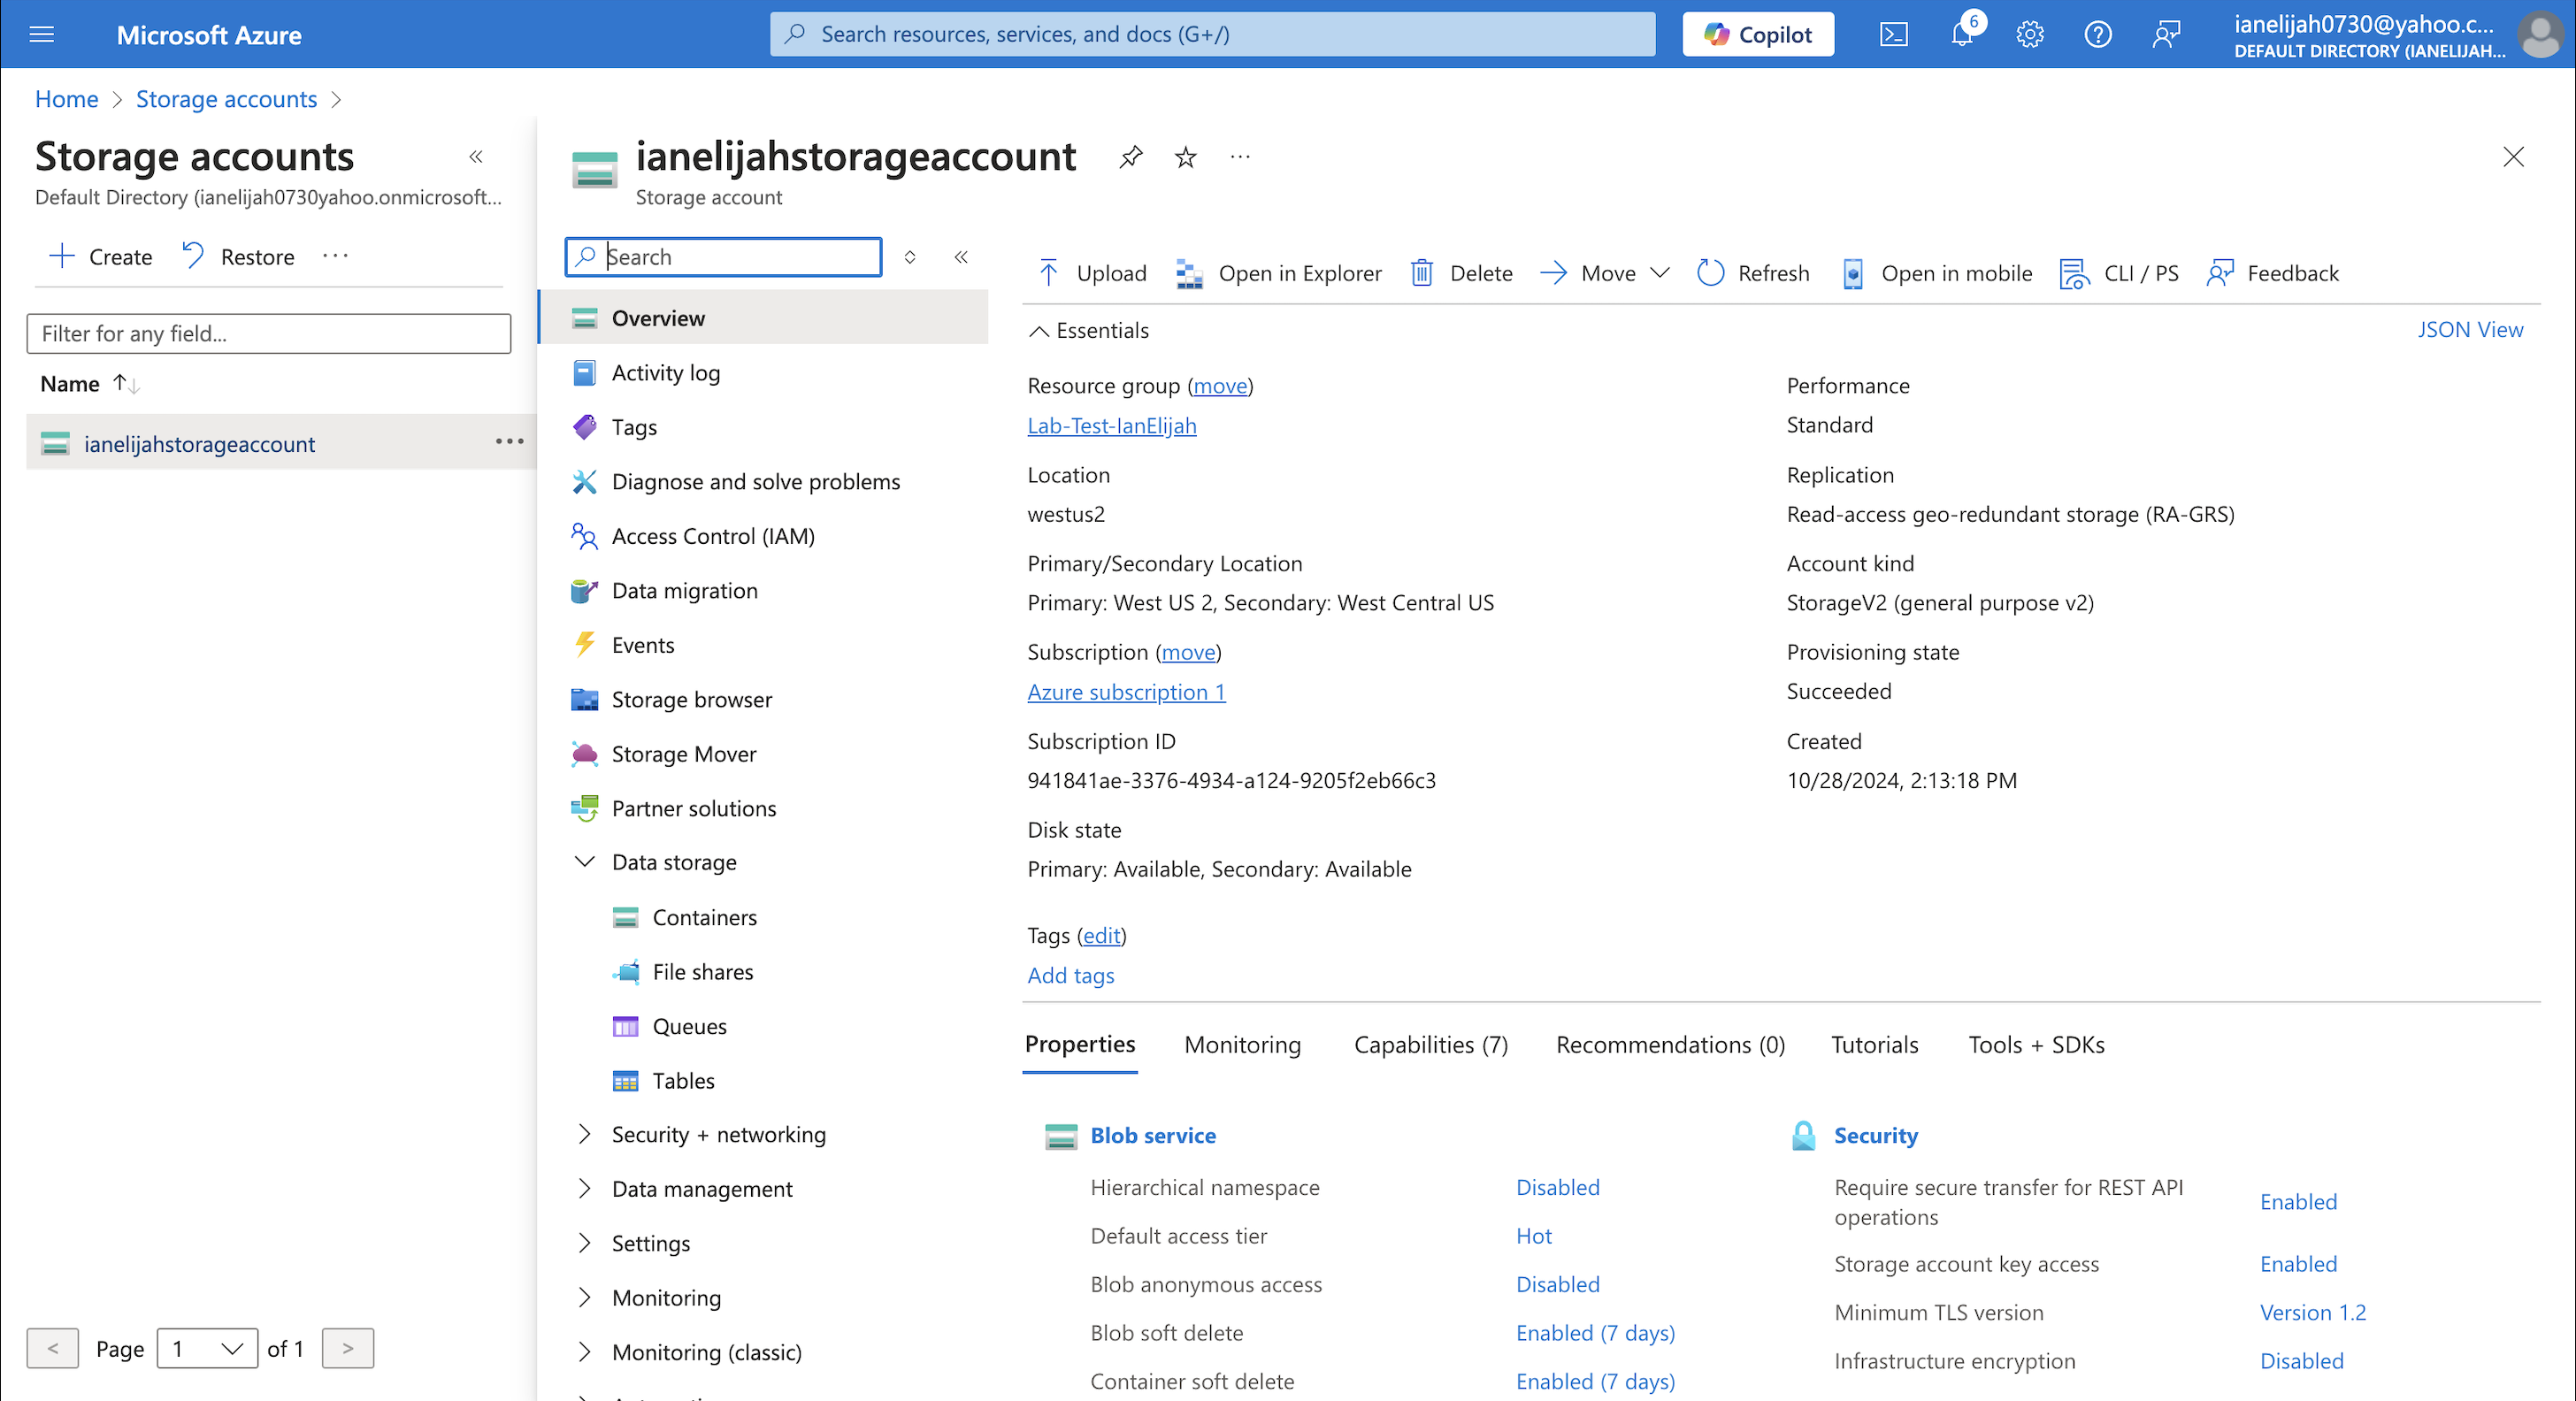 Microsoft Azure
Search resources, services, and docs (G+/)
Copilot
6
ianelijah0730@yahoo.c...
DEFAULT DIRECTORY (IANELIJAH...
Home > Storage accounts >
Storage accounts
Default Directory (ianelijah0730yahoo.onmicrosoft...
Create
Restore
Filter for any field...
Name
ianelijahstorageaccount
Page 1 of 1
ianelijahstorageaccount
Storage account
Search
Overview
Activity log
Tags
Diagnose and solve problems
Access Control (IAM)
Data migration
Events
Storage browser
Storage Mover
Partner solutions
Data storage
Containers
File shares
Queues
Tables
Security + networking
Data management
Settings
Monitoring
Monitoring (classic)
Upload
Open in Explorer
Delete
Move
Refresh
Open in mobile
CLI / PS
Feedback
Essentials
JSON View
Resource group (move)
Lab-Test-IanElijah
Location
westus2
Primary/Secondary Location
Primary: West US 2, Secondary: West Central US
Subscription (move)
Azure subscription 1
Subscription ID
941841ae-3376-4934-a124-9205f2eb66c3
Disk state
Primary: Available, Secondary: Available
Performance
Standard
Replication
Read-access geo-redundant storage (RA-GRS)
Account kind
StorageV2 (general purpose v2)
Provisioning state
Succeeded
Created
10/28/2024, 2:13:18 PM
Tags (edit)
Add tags
Properties
Monitoring
Capabilities (7)
Recommendations (0)
Tutorials
Tools + SDKs
Blob service
Hierarchical namespace Disabled
Default access tier Hot
Blob anonymous access Disabled
Blob soft delete Enabled (7 days)
Container soft delete Enabled (7 days)
Security
Require secure transfer for REST API
operations Enabled
Storage account key access Enabled
Minimum TLS version Version 1.2
Infrastructure encryption Disabled